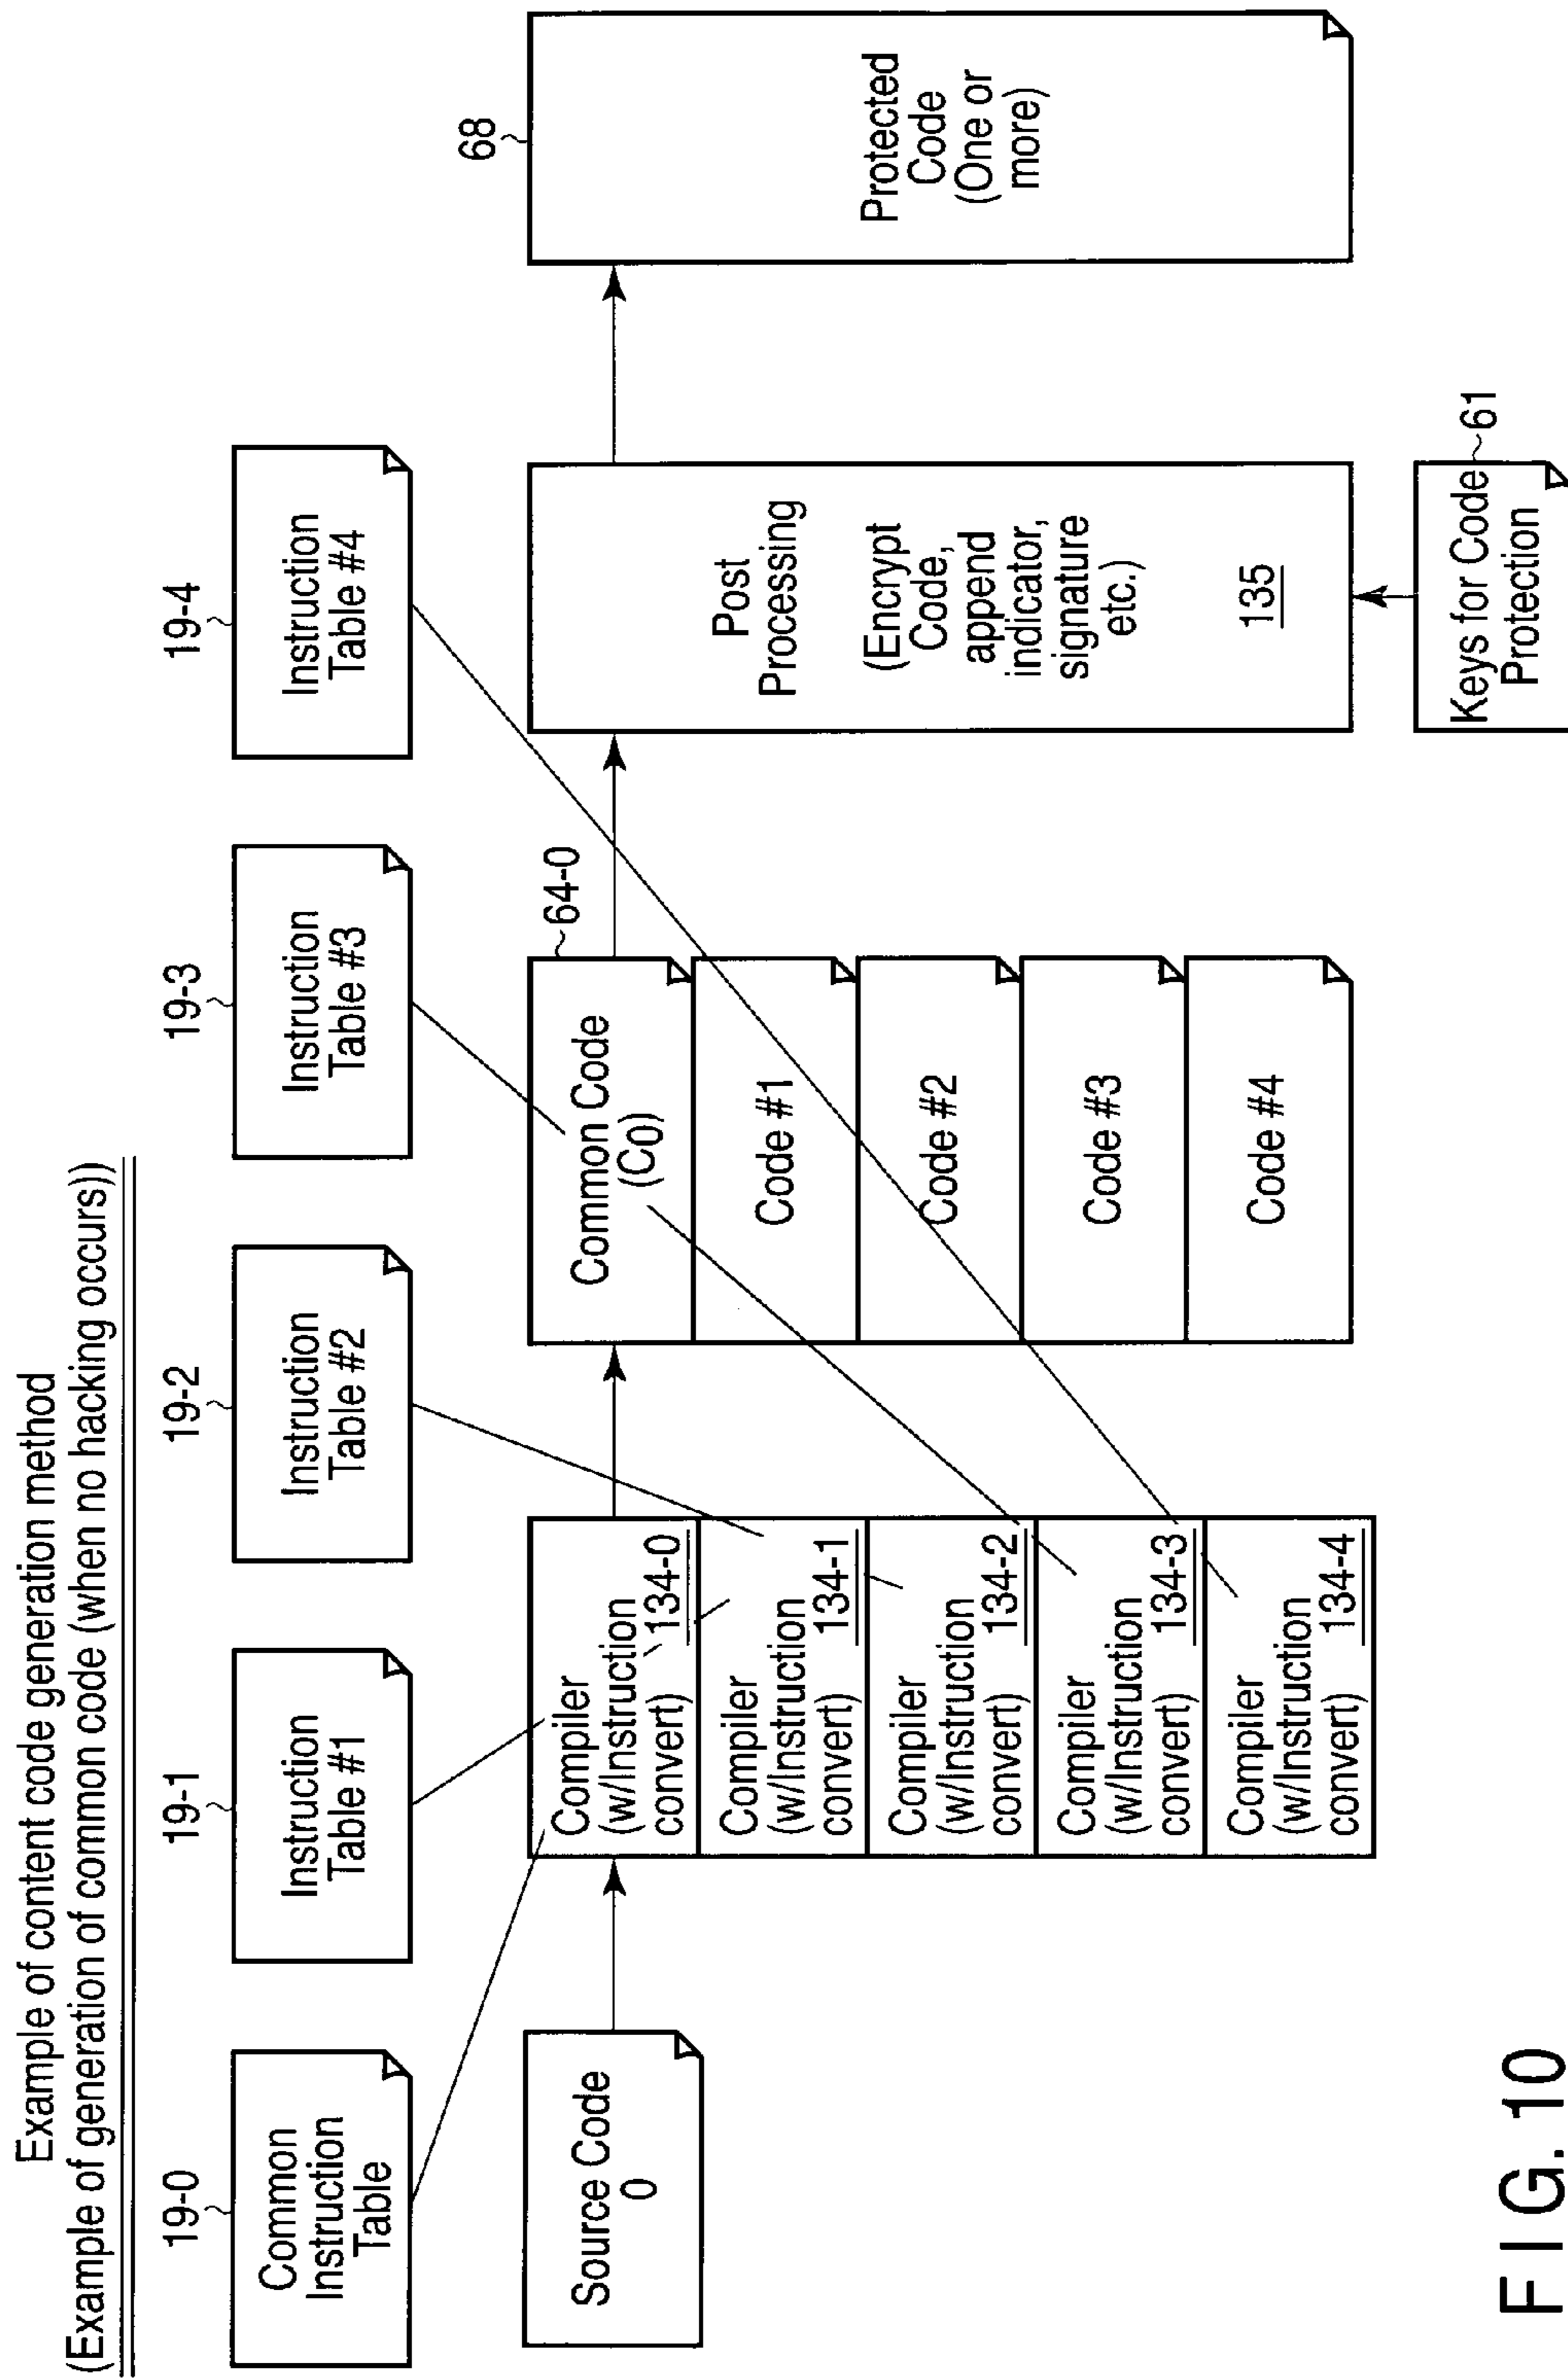 Example of content code generation method
(Example of generation of common code (when no hacking occurs))
19-0
Common
Instruction
Table
19-1
Instruction
Table #1
19-2
Instruction
Table #2
19-3
Instruction
Table #3
19-4
Instruction
Table #4
Source Code
0
Compiler
(w/Instruction
convert) 134-0
Compiler
(w/Instruction
convert) 134-1
Compiler
(w/Instruction
convert) 134-2
Compiler
(w/Instruction
convert) 134-3
Compiler
(w/Instruction
convert) 134-4
64-0
Common Code
(C0)
Code #1
Code #2
Code #3
Code #4
Post
Processing
(Encrypt
Code,
append
indicator,
signature
etc.)
135
Keys for Code
Protection
61
68
Protected
Code
(One or
more)
FIG. 10